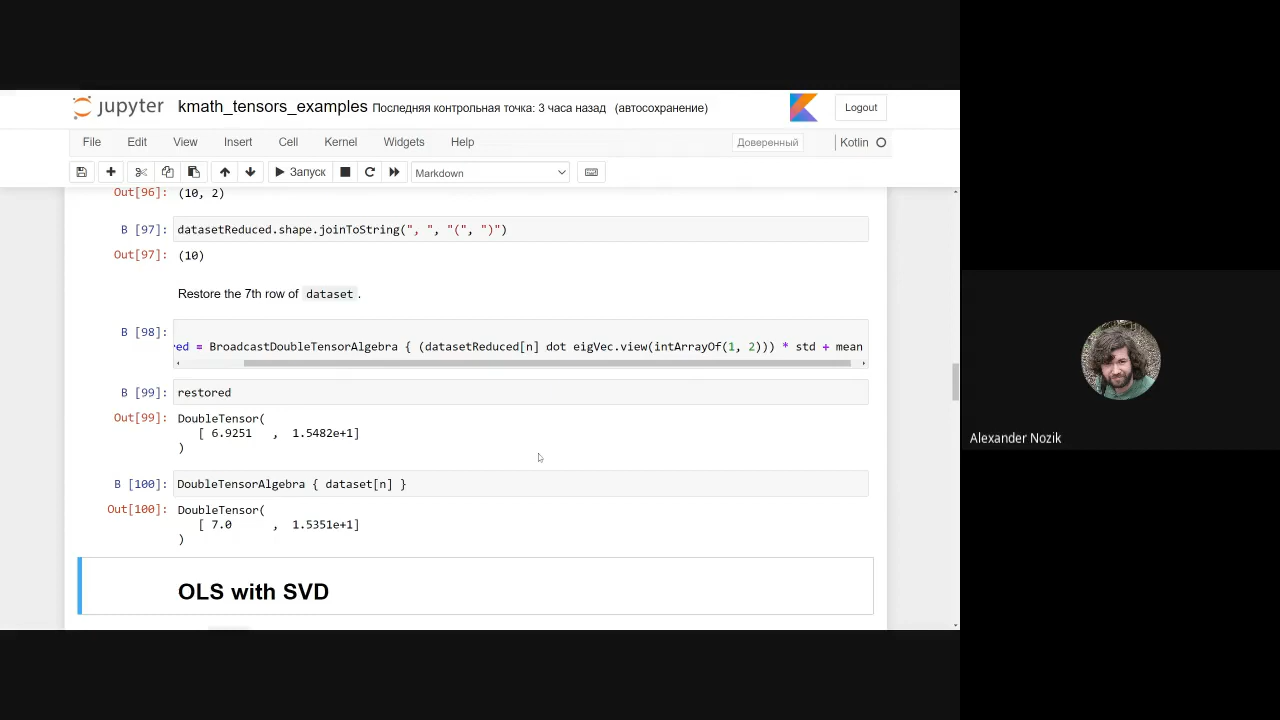 jupyter kmath_tensors_examples Последняя контрольная точка: 3 часа назад (автосохранение) Logout
File Edit View Insert Cell Kernel Widgets Help Доверенный Kotlin
Запуск Markdown
Out[96]: (10, 2)
В [97]: datasetReduced.shape.joinToString(", ", "(", ")")
Out[97]: (10)
Restore the 7th row of dataset.
В [98]: ed = BroadcastDoubleTensorAlgebra { (datasetReduced[n] dot eigVec.view(intArrayOf(1, 2))) * std + mean
В [99]: restored
Out[99]: DoubleTensor(
[ 6.9251 , 1.5482e+1]
)
В [100]: DoubleTensorAlgebra { dataset[n] }
Out[100]: DoubleTensor(
[ 7.0 , 1.5351e+1]
)
OLS with SVD
Alexander Nozik